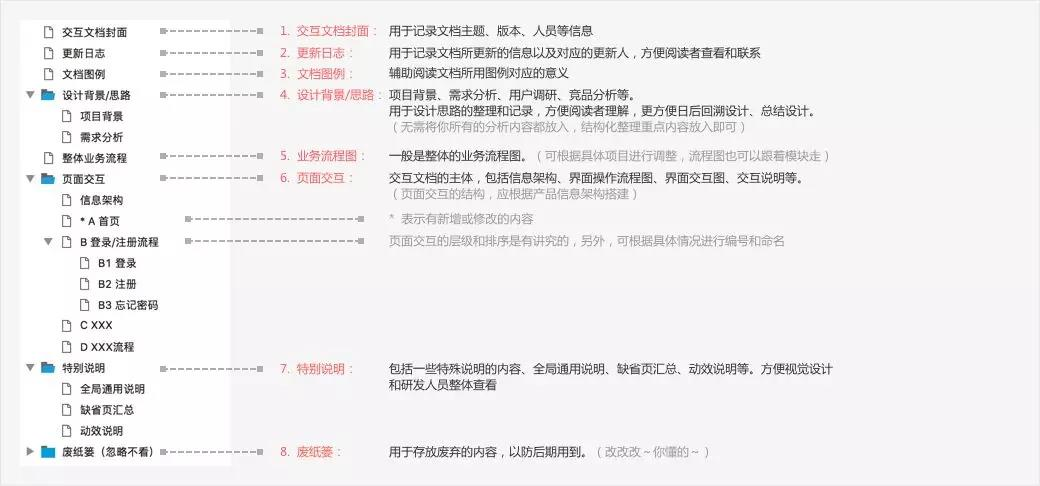 交互文档封面 1. 交互文档封面： 用于记录文档主题、版本、人员等信息
更新日志 2. 更新日志： 用于记录文档所更新的信息以及对应的更新人，方便阅读者查看和联系
文档图例 3. 文档图例： 辅助阅读文档所用图例对应的意义
设计背景/思路 4. 设计背景/思路： 项目背景、需求分析、用户调研、竞品分析等。
项目背景 用于设计思路的整理和记录，方便阅读者理解，更方便日后回溯设计、总结设计。
（无需将你所有的分析内容都放入，结构化整理重点内容放入即可）
需求分析
整体业务流程 5. 业务流程图： 一般是整体的业务流程图。（可根据具体项目进行调整，流程图也可以跟着模块走）
页面交互 6. 页面交互： 交互文档的主体，包括信息架构、界面操作流程图、界面交互图、交互说明等。
信息架构 （页面交互的结构，应根据产品信息架构搭建）
* A 首页 * 表示有新增或修改的内容
B 登录/注册流程 页面交互的层级和排序是有讲究的，另外，可根据具体情况进行编号和命名
B1 登录
B2 注册
B3 忘记密码
C XXX
D XXX流程
特别说明 7. 特别说明： 包括一些特殊说明的内容、全局通用说明、缺省页汇总、动效说明等。方便视觉设计
全局通用说明 和研发人员整体查看
缺省页汇总
动效说明
废纸篓（忽略不看） 8. 废纸篓： 用于存放废弃的内容，以防后期用到。（改改改～你懂的～）